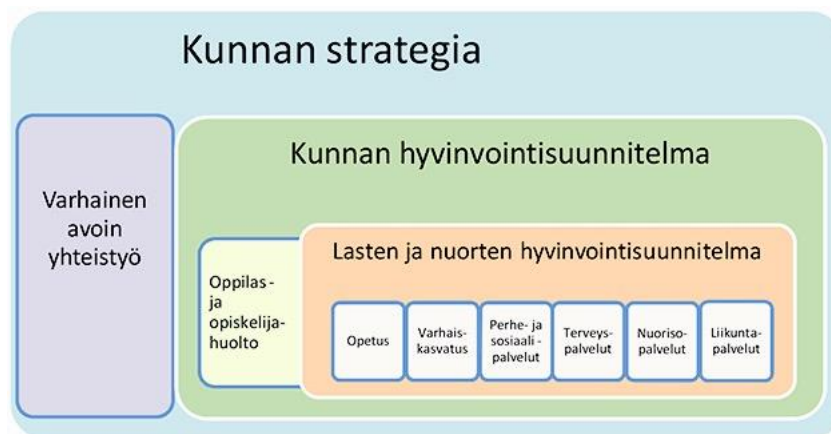 Kunnan strategia
Kunnan hyvinvointisuunnitelma
Varhainen
avoin
yhteistyö
Lasten ja nuorten hyvinvointisuunnitelma
Oppilas-
ja
opiskelija-
huolto
Opetus
Varhais-
kasvatus
Perhe- ja
sosiaali-
palvelut
Terveys-
palvelut
Nuoriso-
palvelut
Liikunta-
palvelut